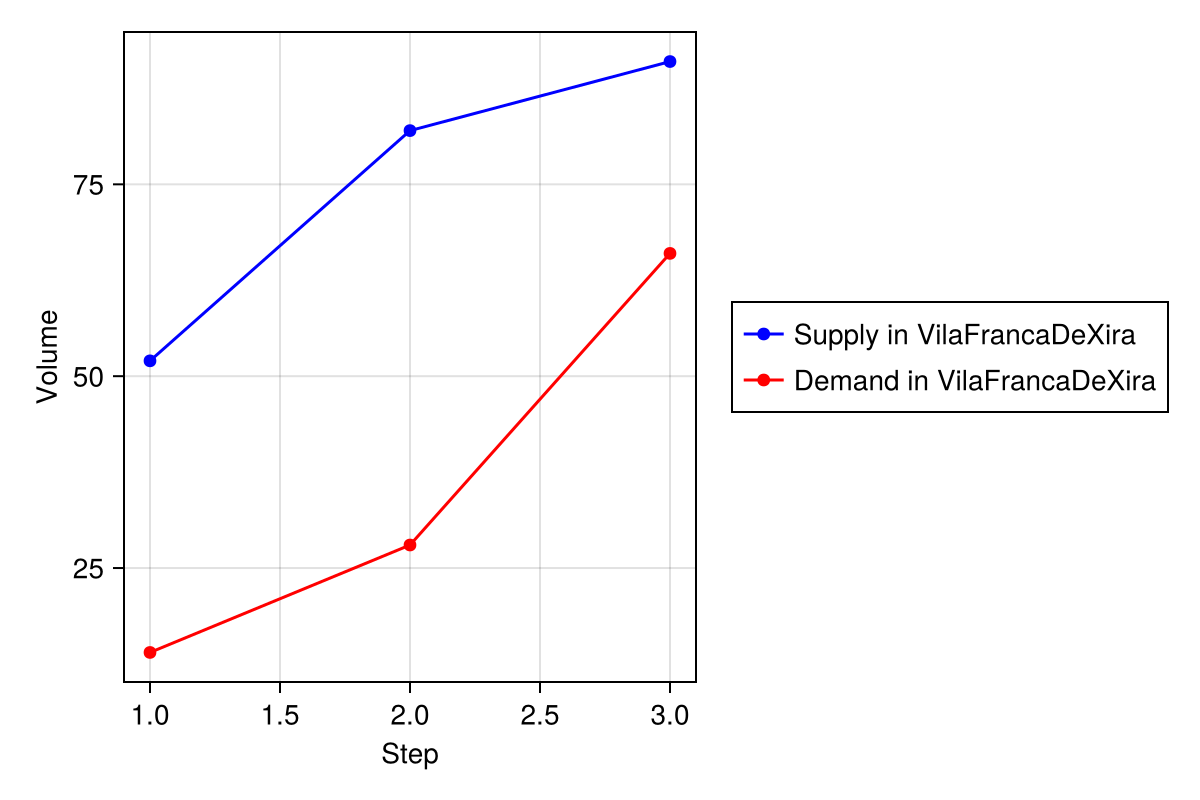 75
50
25
Volume
1.0 1.5 2.0 2.5 3.0
Step
Supply in VilaFrancaDeXira
Demand in VilaFrancaDeXira